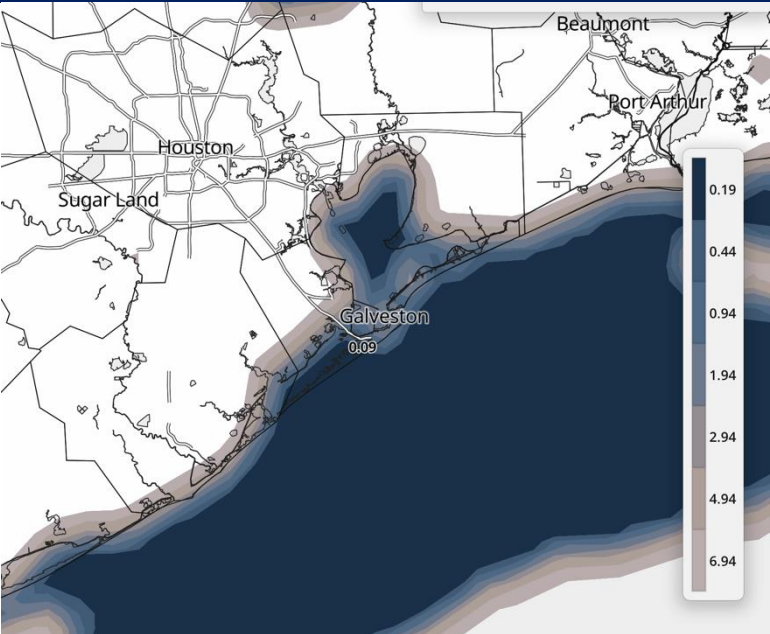 Beaumont
Port Arthur
Houston
Sugar Land
Galveston
0.09
0.19
0.44
0.94
1.94
2.94
4.94
6.94